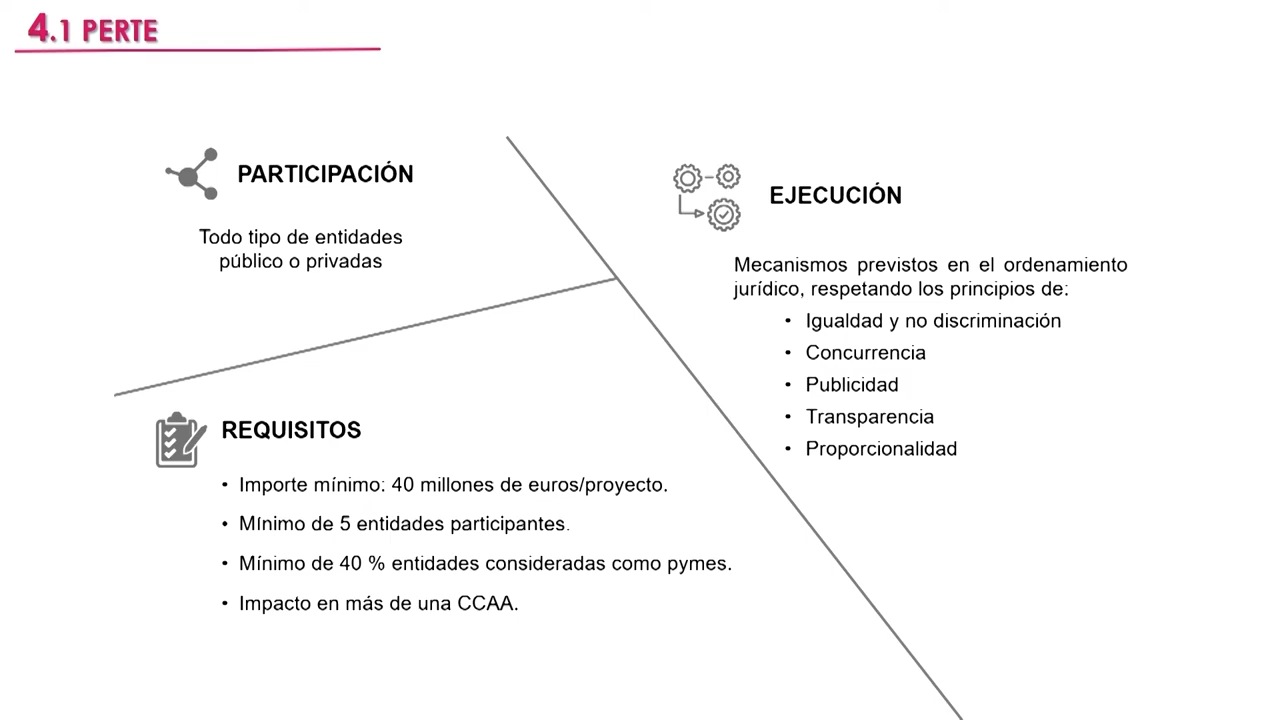 4.1 PERTE
PARTICIPACIÓN
Todo tipo de entidades
público o privadas
REQUISITOS
• Importe mínimo: 40 millones de euros/proyecto.
• Mínimo de 5 entidades participantes.
• Mínimo de 40 % entidades consideradas como pymes.
• Impacto en más de una CCAA.
EJECUCIÓN
Mecanismos previstos en el ordenamiento
jurídico, respetando los principios de:
• Igualdad y no discriminación
• Concurrencia
• Publicidad
• Transparencia
• Proporcionalidad